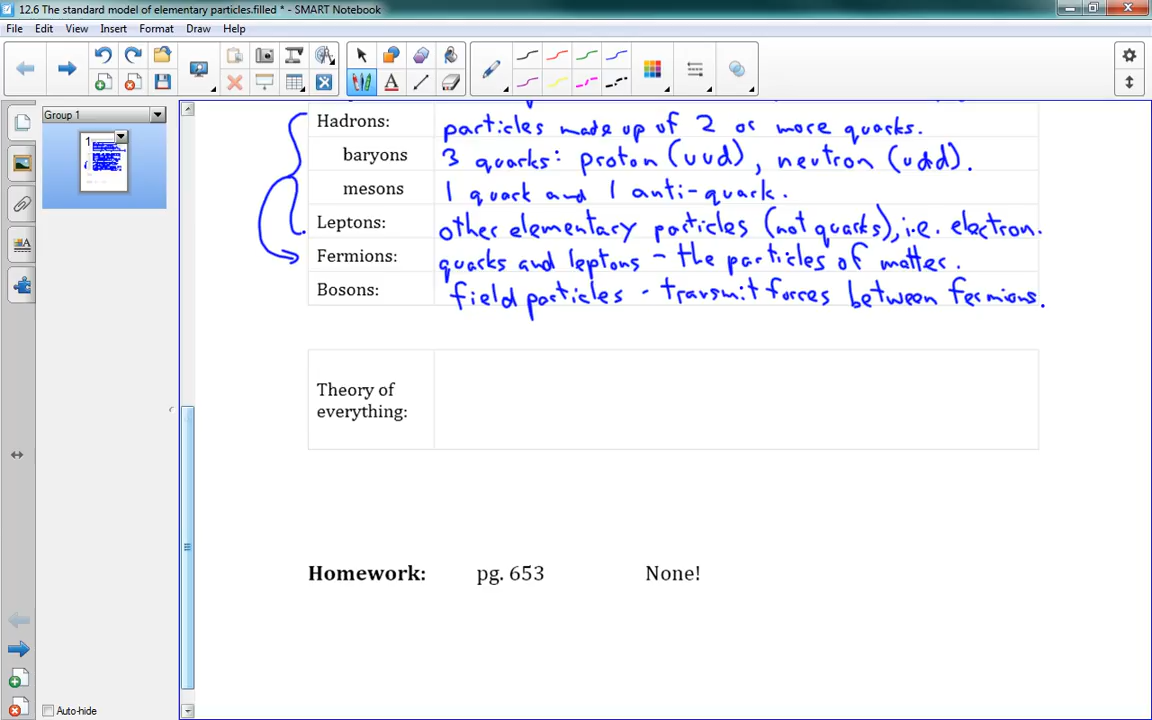 12.6 The standard model of elementary particles.filled * - SMART Notebook
File Edit View Insert Format Draw Help
Group 1
1
Hadrons: particles made up of 2 or more quarks.
baryons 3 quarks: proton (uud), neutron (udd).
mesons 1 quark and 1 anti-quark.
Leptons: other elementary particles (not quarks), i.e. electron.
Fermions: quarks and leptons - the particles of matter.
Bosons: field particles - transmit forces between fermions.
Theory of
everything:
Homework: pg. 653 None!
Auto-hide